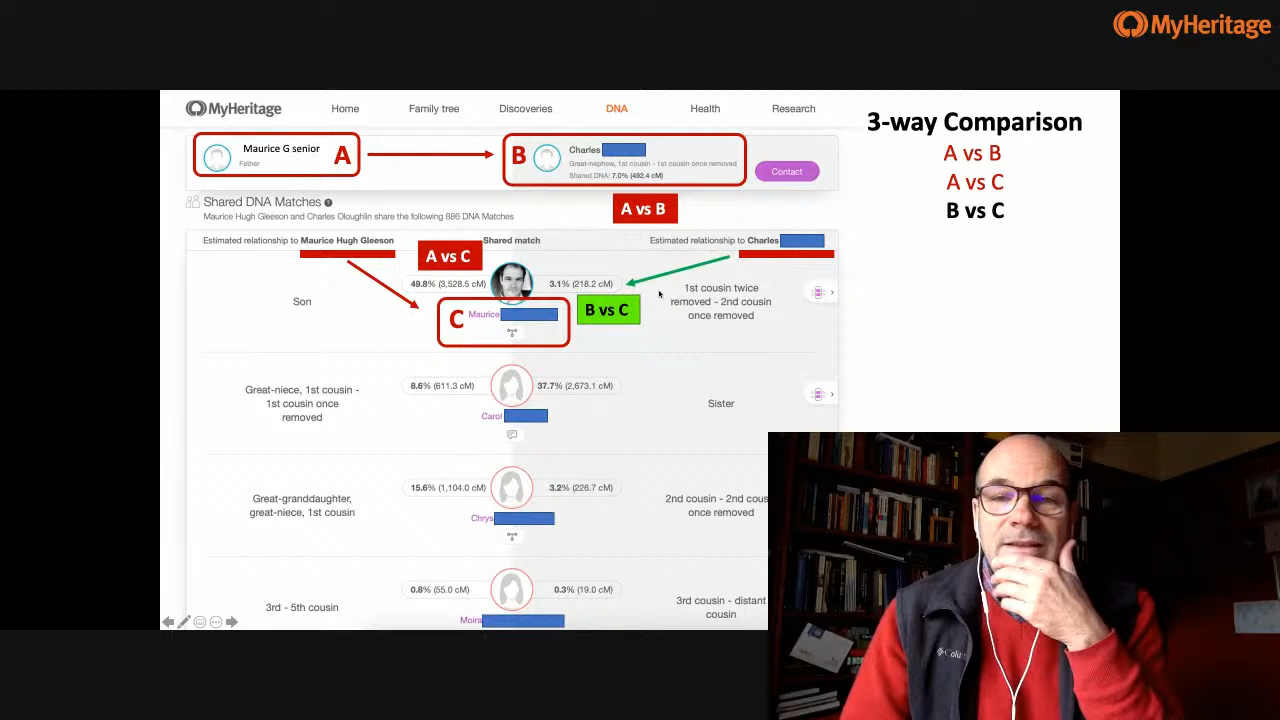 MyHeritage
MyHeritage Home Family tree Discoveries DNA Health Research
3-way Comparison
A vs B
A vs C
B vs C
Maurice G senior
Father
A
B
Charles
Great-nephew, 1st cousin - 1st cousin once removed
Shared DNA: 7.0% (492.4 cM)
Contact
Shared DNA Matches
Maurice Hugh Gleeson and Charles Oloughlin share the following 886 DNA Matches
A vs B
Estimated relationship to Maurice Hugh Gleeson
Shared match
Estimated relationship to Charles
A vs C
Son
49.8% (3,528.5 cM)
3.1% (218.2 cM)
1st cousin twice
removed - 2nd cousin
once removed
C
Maurice
B vs C
Great-niece, 1st cousin -
1st cousin once
removed
8.6% (611.3 cM)
37.7% (2,673.1 cM)
Sister
Carol
Great-granddaughter,
great-niece, 1st cousin
15.6% (1,104.0 cM)
3.2% (226.7 cM)
2nd cousin - 2nd cous
once removed
Chrys
3rd - 5th cousin
0.8% (55.0 cM)
0.3% (19.0 cM)
3rd cousin - distant
cousin
Moira
Colu